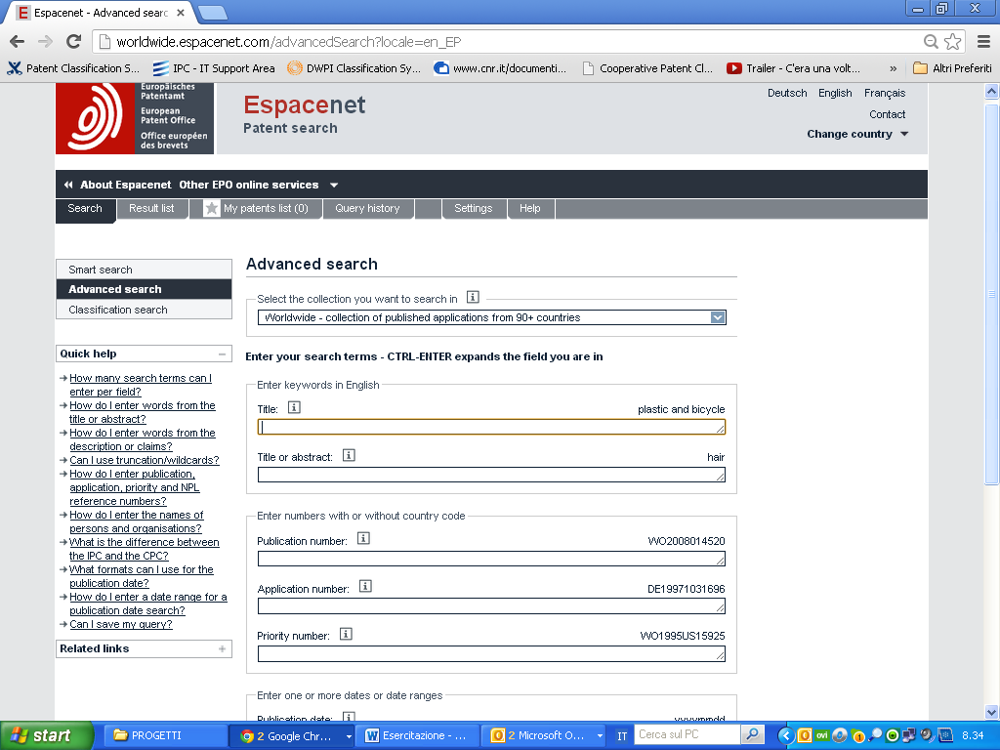 Espacenet - Advanced searc
worldwide.espacenet.com/advancedSearch?locale=en_EP
Patent Classification S...
IPC - IT Support Area
DWPI Classification Sy...
www.cnr.it/documenti...
Cooperative Patent Cl...
Trailer - C'era una volt...
»
Altri Preferiti
Europäisches
Patentamt
European
Patent Office
Office européen
des brevets
Espacenet
Patent search
Deutsch English Français
Contact
Change country
About Espacenet Other EPO online services
Search
Result list
My patents list (0)
Query history
Settings
Help
Smart search
Advanced search
Classification search
Quick help
How many search terms can I
enter per field?
How do I enter words from the
title or abstract?
How do I enter words from the
description or claims?
Can I use truncation/wildcards?
How do I enter publication,
application, priority and NPL
reference numbers?
How do I enter the names of
persons and organisations?
What is the difference between
the IPC and the CPC?
What formats can I use for the
publication date?
How do I enter a date range for a
publication date search?
Can I save my query?
Related links
Advanced search
Select the collection you want to search in
Worldwide - collection of published applications from 90+ countries
Enter your search terms - CTRL-ENTER expands the field you are in
Enter keywords in English
Title: plastic and bicycle
Title or abstract: hair
Enter numbers with or without country code
Publication number: WO2008014520
Application number: DE19971031696
Priority number: WO1995US15925
Enter one or more dates or date ranges
Publication date: yyyymmdd
start
PROGETTI
2 Google Chr...
Esercitazione - ...
2 Microsoft O...
IT
Cerca sul PC
ovi
8.34